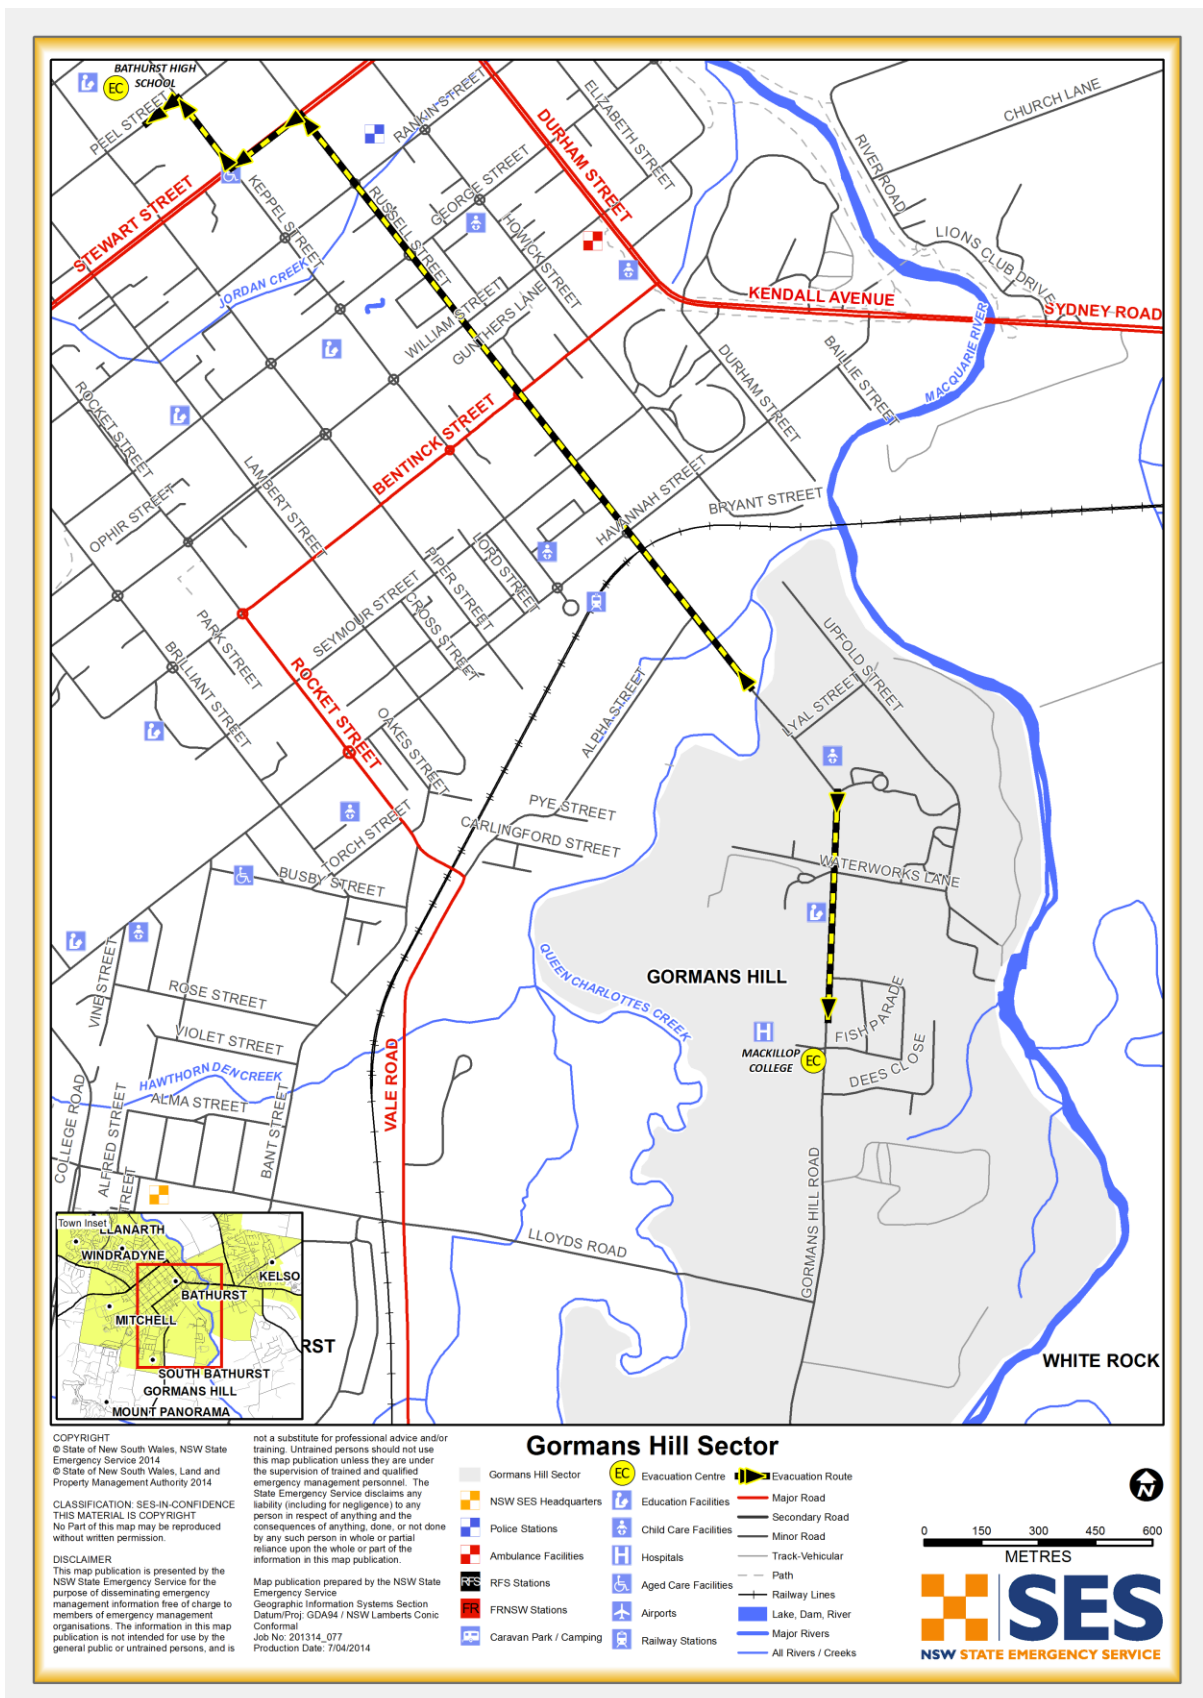 BATHURST HIGH
SCHOOL
EC
PEEL STREET
STEWART STREET
KEPPEL STREET
JORDAN CREEK
RANKIN STREET
RUSSELL STREET
GEORGE STREET
HOWICK STREET
DURHAM STREET
ELIZABETH STREET
CHURCH LANE
RIVER ROAD
LIONS CLUB DRIVE
KENDALL AVENUE
SYDNEY ROAD
MACQUARIE RIVER
WILLIAM STREET
GUNTHERS LANE
BAILLIE STREET
DURHAM STREET
ROCKET STREET
BENTINCK STREET
LAMBERT STREET
OPHIR STREET
HAVANNAH STREET
BRYANT STREET
LORD STREET
PIPER STREET
SEYMOUR STREET
CROSS STREET
PARK STREET
BRILLIANT STREET
ROCKET STREET
OAKES STREET
ALPHA STREET
UPFOLD STREET
LYAL STREET
PYE STREET
CARLINGFORD STREET
TORCH STREET
BUSBY STREET
WATERWORKS LANE
VINE STREET
ROSE STREET
VIOLET STREET
QUEEN CHARLOTTES CREEK
GORMANS HILL
FISH PARADE
H
MACKILLOP
COLLEGE
EC
DEES CLOSE
HAWTHORN DEN CREEK
ALMA STREET
VALE ROAD
COLLEGE ROAD
ALFRED STREET
TREET
BANT STREET
GORMANS HILL ROAD
LLOYDS ROAD
RST
WHITE ROCK
Town Inset
LLANARTH
WINDRADYNE
KELSO
BATHURST
MITCHELL
SOUTH BATHURST
GORMANS HILL
MOUNT PANORAMA
COPYRIGHT
© State of New South Wales, NSW State
Emergency Service 2014
© State of New South Wales, Land and
Property Management Authority 2014
CLASSIFICATION: SES-IN-CONFIDENCE
THIS MATERIAL IS COPYRIGHT
No Part of this map may be reproduced
without written permission.
DISCLAIMER
This map publication is presented by the
NSW State Emergency Service for the
purpose of disseminating emergency
management information free of charge to
members of emergency management
organisations. The information in this map
publication is not intended for use by the
general public or untrained persons, and is
not a substitute for professional advice and/or
training. Untrained persons should not use
this map publication unless they are under
the supervision of trained and qualified
emergency management personnel. The
State Emergency Service disclaims any
liability (including for negligence) to any
person in respect of anything and the
consequences of anything, done, or not done
by any such person in whole or partial
reliance upon the whole or part of the
information in this map publication.
Map publication prepared by the NSW State
Emergency Service
Geographic Information Systems Section
Datum/Proj: GDA94 / NSW Lamberts Conic
Conformal
Job No: 201314_077
Production Date: 7/04/2014
Gormans Hill Sector
Gormans Hill Sector
NSW SES Headquarters
Police Stations
Ambulance Facilities
RFS RFS Stations
FR FRNSW Stations
Caravan Park / Camping
EC Evacuation Centre
Education Facilities
Child Care Facilities
H Hospitals
Aged Care Facilities
Airports
Railway Stations
Evacuation Route
Major Road
Secondary Road
Minor Road
Track-Vehicular
Path
Railway Lines
Lake, Dam, River
Major Rivers
All Rivers / Creeks
N
0 150 300 450 600
METRES
SES
NSW STATE EMERGENCY SERVICE